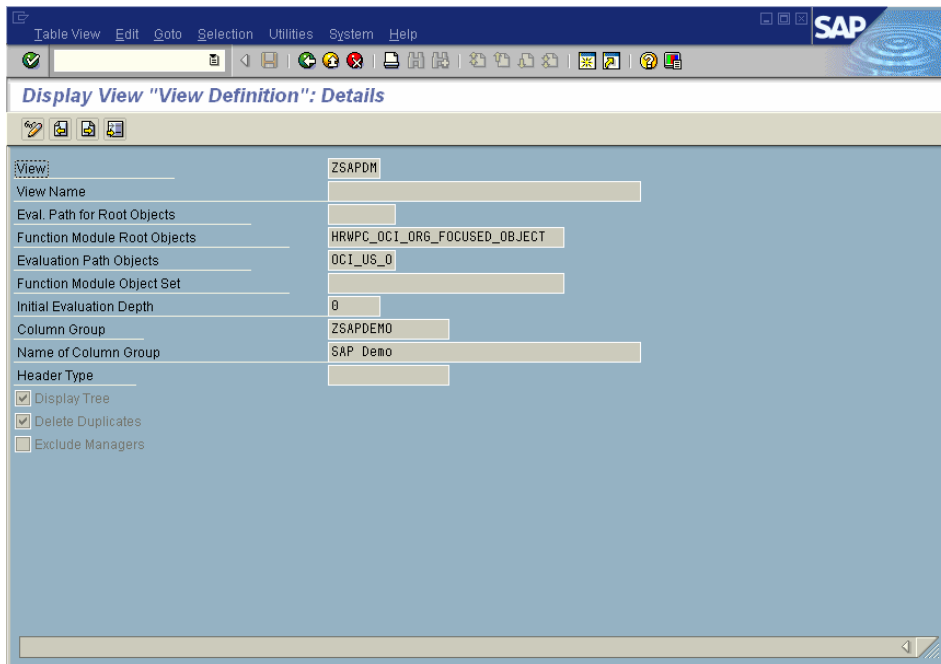 Table View Edit Goto Selection Utilities System Help
SAP
Display View "View Definition": Details
View ZSAPDM
View Name
Eval. Path for Root Objects
Function Module Root Objects HRWPC_OCI_ORG_FOCUSED_OBJECT
Evaluation Path Objects OCI_US_O
Function Module Object Set
Initial Evaluation Depth 0
Column Group ZSAPDEMO
Name of Column Group SAP Demo
Header Type
Display Tree
Delete Duplicates
Exclude Managers